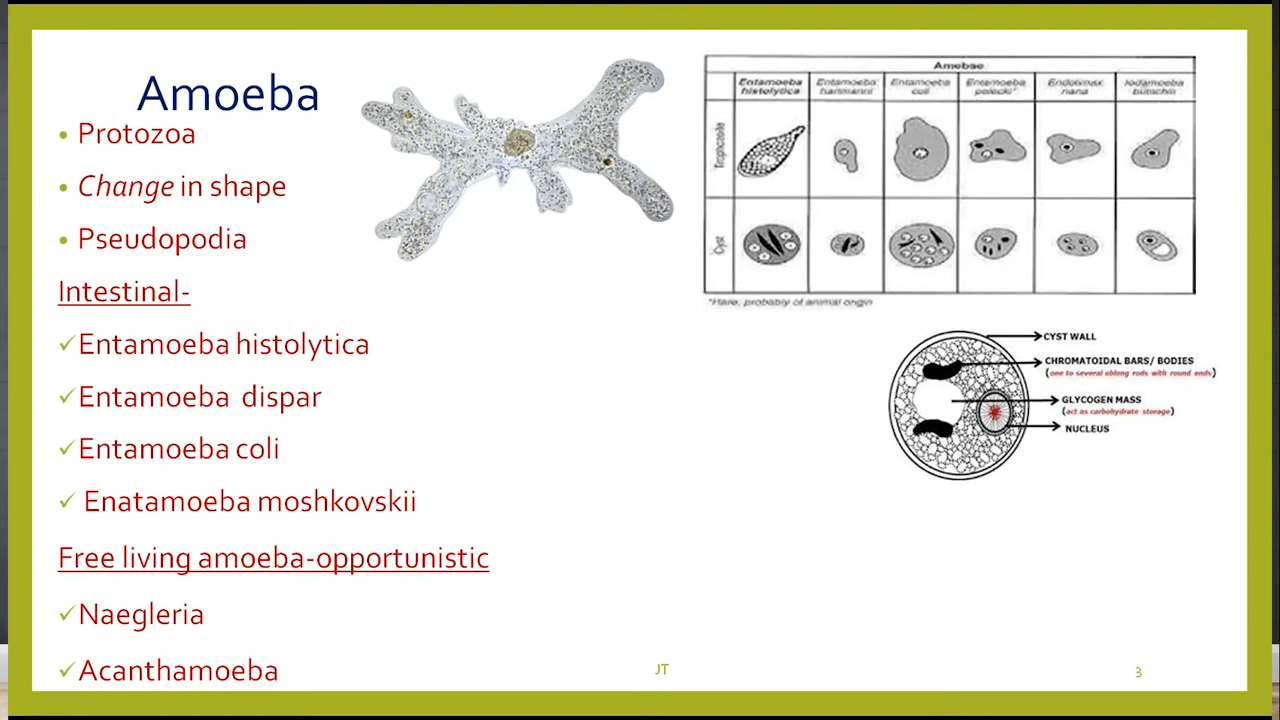 Amoeba
• Protozoa
• Change in shape
• Pseudopodia
Intestinal-
✓Entamoeba histolytica
✓Entamoeba dispar
✓Entamoeba coli
✓ Enatamoeba moshkovskii
Free living amoeba-opportunistic
✓Naegleria
✓Acanthamoeba
Amebae
Entamoeba histolytica
Entamoeba hartmanni
Entamoeba coli
Entamoeba polecki*
Endolimax nana
Iodamoeba bütschlii
Trophozoite
Cyst
*Rare, probably of animal origin
CYST WALL
CHROMATOIDAL BARS/ BODIES
(one to several oblong rods with round ends)
GLYCOGEN MASS
(act as carbohydrate storage)
NUCLEUS
JT
3